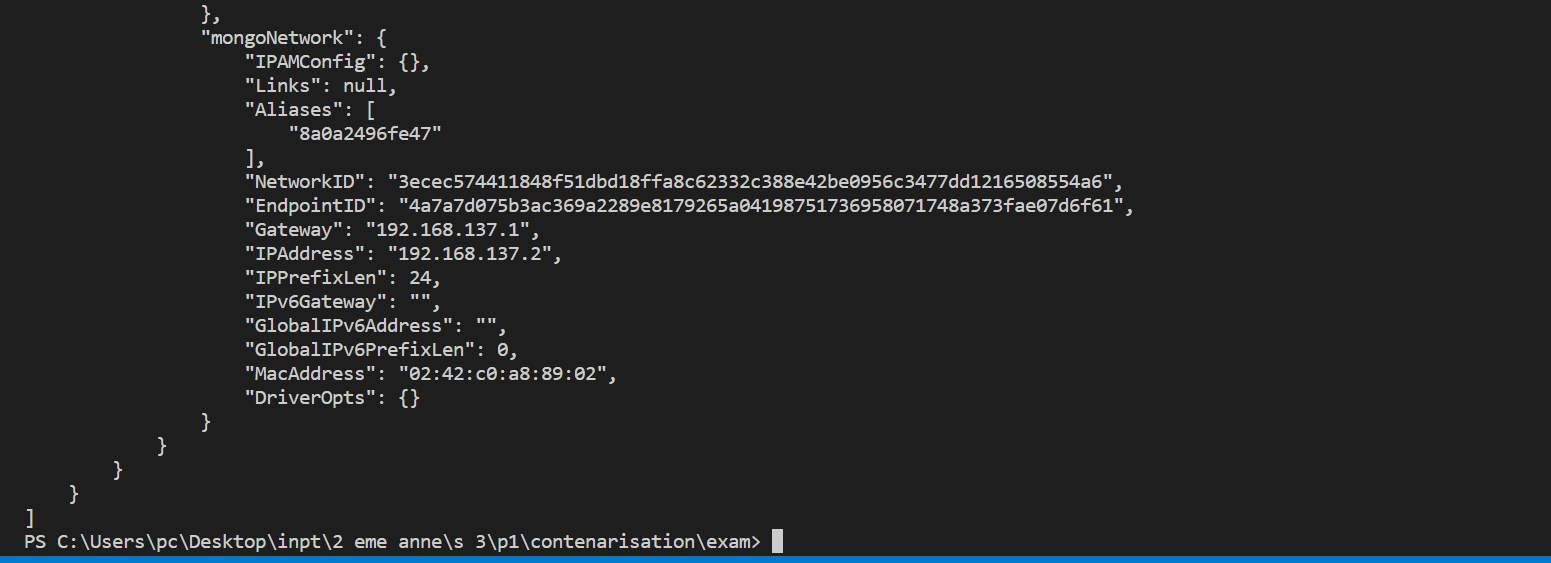 },
"mongoNetwork": {
"IPAMConfig": {},
"Links": null,
"Aliases": [
"8a0a2496fe47"
],
"NetworkID": "3ecec574411848f51dbd18ffa8c62332c388e42be0956c3477dd1216508554a6",
"EndpointID": "4a7a7d075b3ac369a2289e8179265a04198751736958071748a373fae07d6f61",
"Gateway": "192.168.137.1",
"IPAddress": "192.168.137.2",
"IPPrefixLen": 24,
"IPv6Gateway": "",
"GlobalIPv6Address": "",
"GlobalIPv6PrefixLen": 0,
"MacAddress": "02:42:c0:a8:89:02",
"DriverOpts": {}
}
}
}
}
]
PS C:\Users\pc\Desktop\inpt\2 eme anne\s 3\p1\contenarisation\exam>